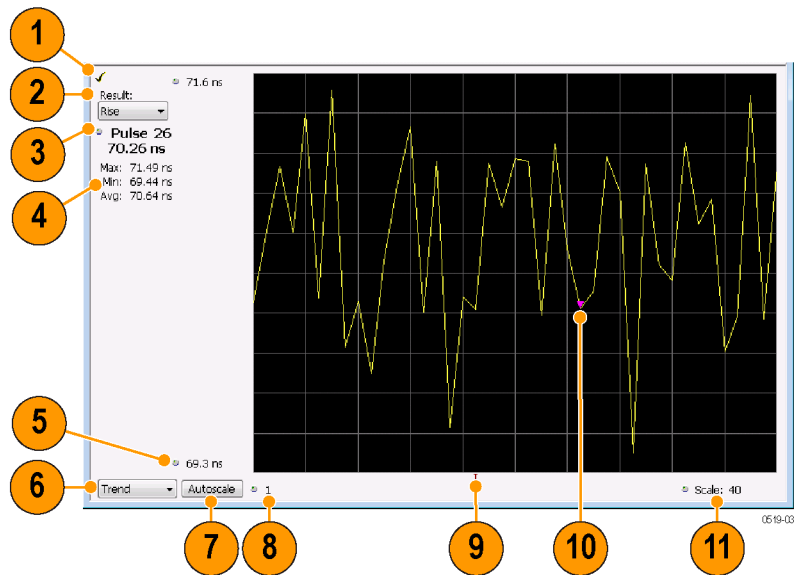 1
2
3
4
5
6
7
8
9
10
11
71.6 ns
Result:
Rise
Pulse 26
70.26 ns
Max: 71.49 ns
Min: 69.44 ns
Avg: 70.64 ns
69.3 ns
Trend
Autoscale
1
T
Scale: 40
0519-03